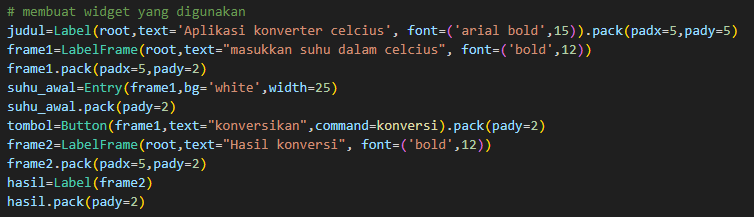 # membuat widget yang digunakan
judul=Label(root,text='Aplikasi konverter celcius', font=('arial bold',15)).pack(padx=5,pady=5)
frame1=LabelFrame(root,text="masukkan suhu dalam celcius", font=('bold',12))
frame1.pack(padx=5,pady=2)
suhu_awal=Entry(frame1,bg='white',width=25)
suhu_awal.pack(pady=2)
tombol=Button(frame1,text="konversikan",command=konversi).pack(pady=2)
frame2=LabelFrame(root,text="Hasil konversi", font=('bold',12))
frame2.pack(padx=5,pady=2)
hasil=Label(frame2)
hasil.pack(pady=2)